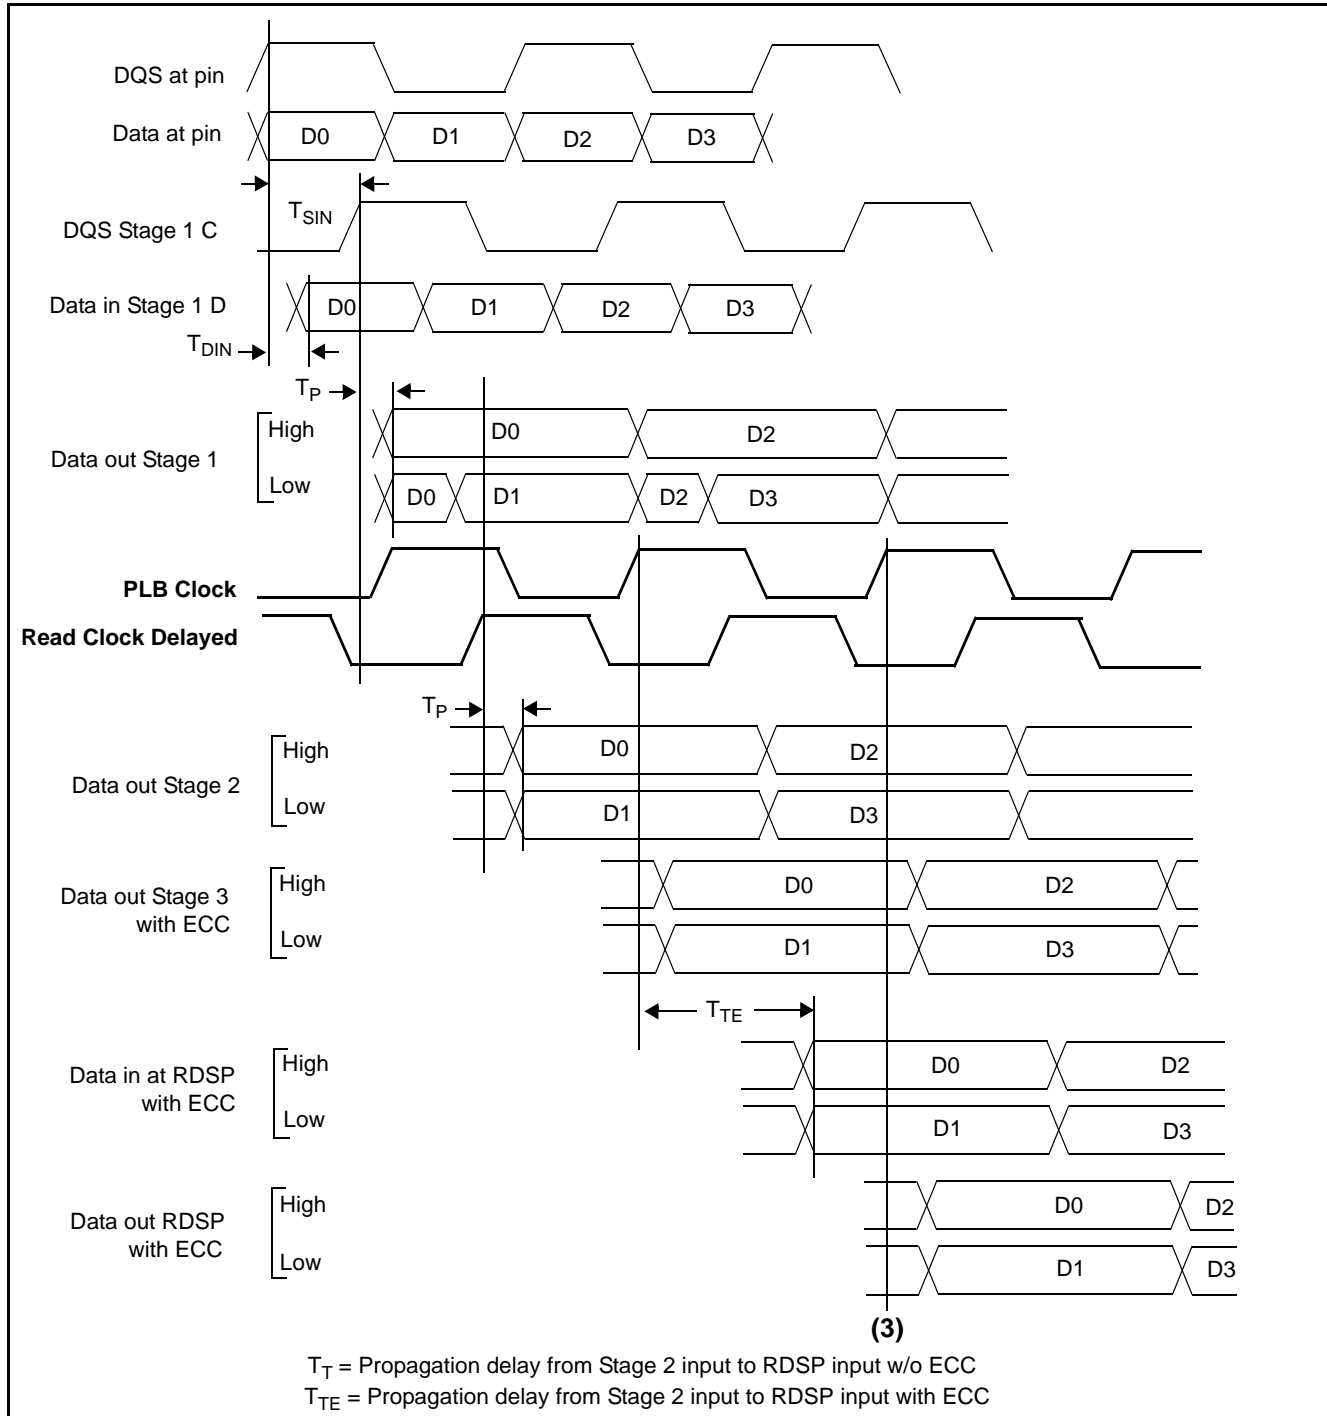 DQS at pin
Data at pin
D0 D1 D2 D3
TSIN
DQS Stage 1 C
Data in Stage 1 D
D0 D1 D2 D3
TDIN
TP
Data out Stage 1
High
D0 D2
Low
D0 D1 D2 D3
PLB Clock
Read Clock Delayed
TP
Data out Stage 2
High
D0 D2
Low
D1 D3
Data out Stage 3
with ECC
High
D0 D2
Low
D1 D3
TTE
Data in at RDSP
with ECC
High
D0 D2
Low
D1 D3
Data out RDSP
with ECC
High
D0 D2
Low
D1 D3
(3)
TT = Propagation delay from Stage 2 input to RDSP input w/o ECC
TTE = Propagation delay from Stage 2 input to RDSP input with ECC